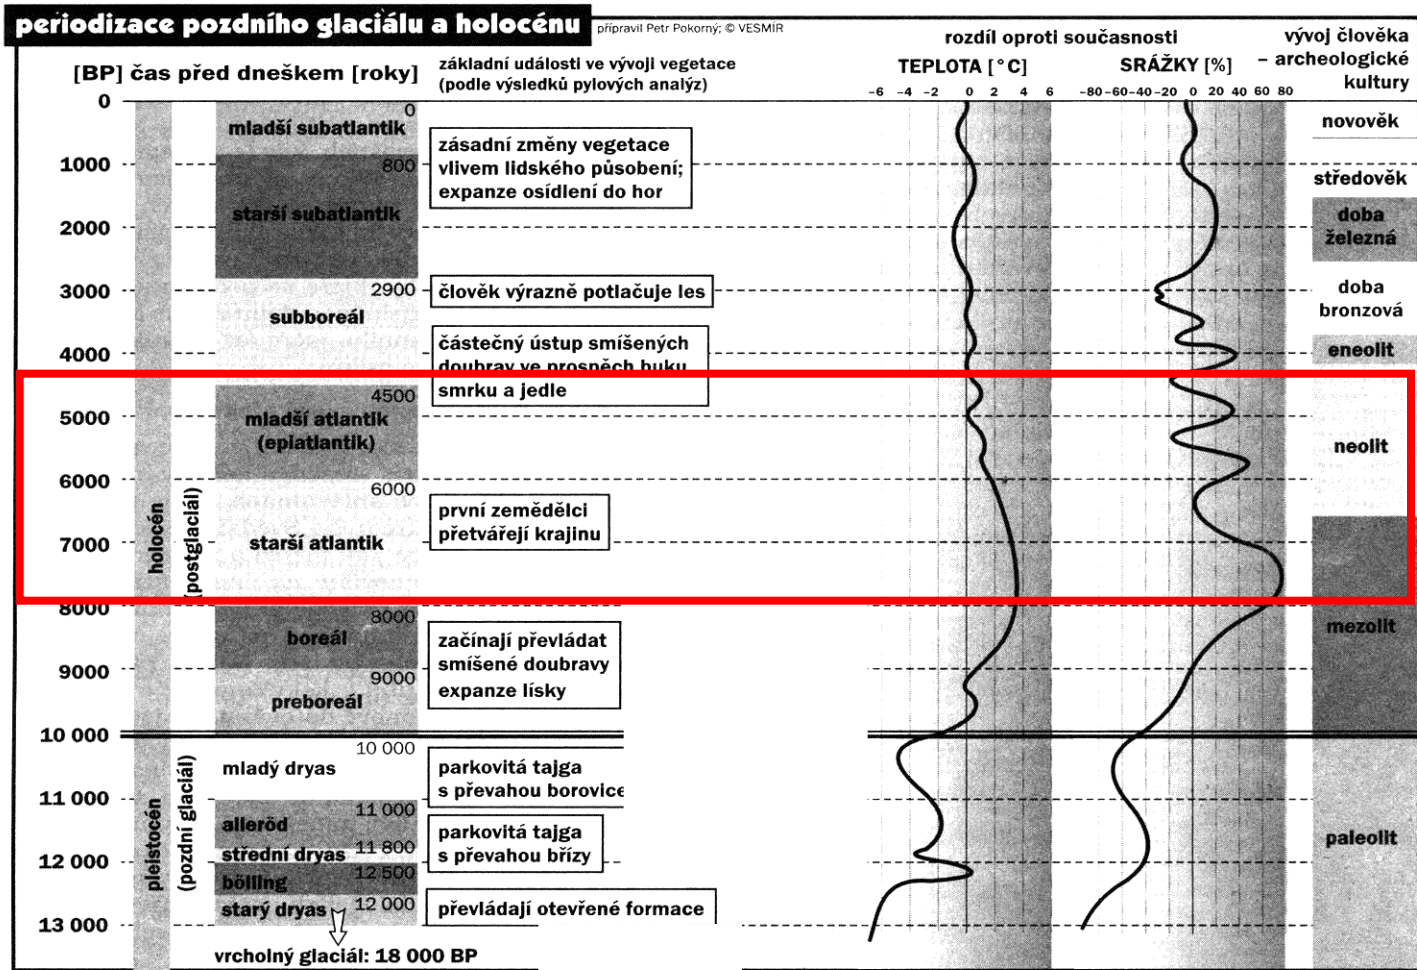 periodizace pozdního glaciálu a holocénu
připravil Petr Pokorný; © VESMÍR
[BP] čas před dneškem [roky]
základní události ve vývoji vegetace
(podle výsledků pylových analýz)
rozdíl oproti současnosti
TEPLOTA [°C]
SRÁŽKY [%]
vývoj člověka
– archeologické
kultury
-6 -4 -2 0 2 4 6
-80 -60 -40 -20 0 20 40 60 80
0
1000
2000
3000
4000
5000
6000
7000
8000
9000
10 000
11 000
12 000
13 000
holocén
(postglaciál)
pleistocén
(pozdní glaciál)
0
mladší subatlantik
800
starší subatlantik
2900
subboreál
4500
mladší atlantik
(epiatlantik)
6000
starší atlantik
8000
boreál
9000
preboreál
10 000
mladý dryas
11 000
alleröd
11 800
střední dryas
12 500
bölling
12 000
starý dryas
vrcholný glaciál: 18 000 BP
zásadní změny vegetace
vlivem lidského působení;
expanze osídlení do hor
člověk výrazně potlačuje les
částečný ústup smíšených
doubrav ve prospěch buku
smrku a jedle
první zemědělci
přetvářejí krajinu
začínají převládat
smíšené doubravy
expanze lísky
parkovitá tajga
s převahou borovice
parkovitá tajga
s převahou břízy
převládají otevřené formace
novověk
středověk
doba
železná
doba
bronzová
eneolit
neolit
mezolit
paleolit